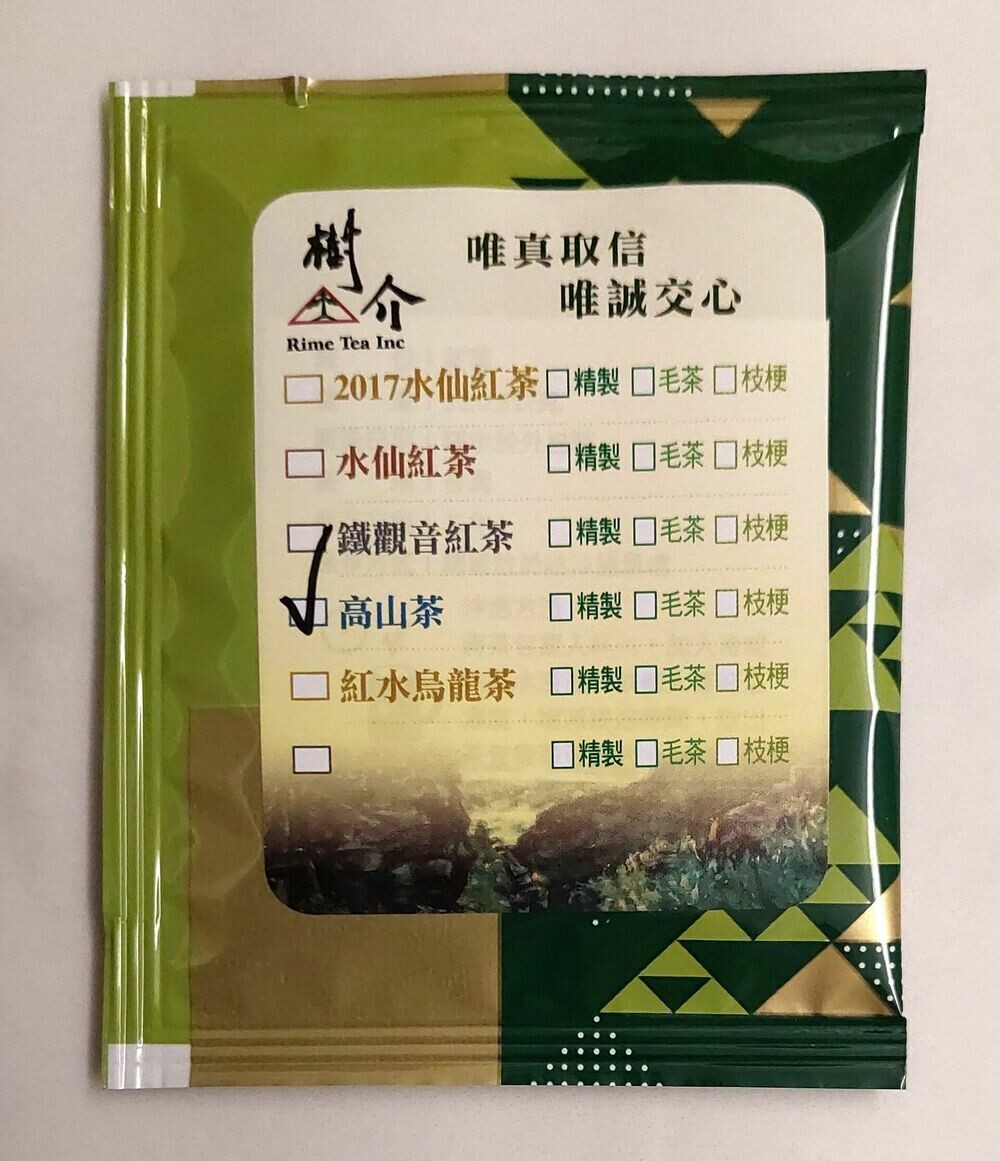 樹介
Rime Tea Inc
唯真取信
唯誠交心
2017水仙紅茶 精製 毛茶 枝梗
水仙紅茶 精製 毛茶 枝梗
鐵觀音紅茶 精製 毛茶 枝梗
高山茶 精製 毛茶 枝梗
紅水烏龍茶 精製 毛茶 枝梗
精製 毛茶 枝梗